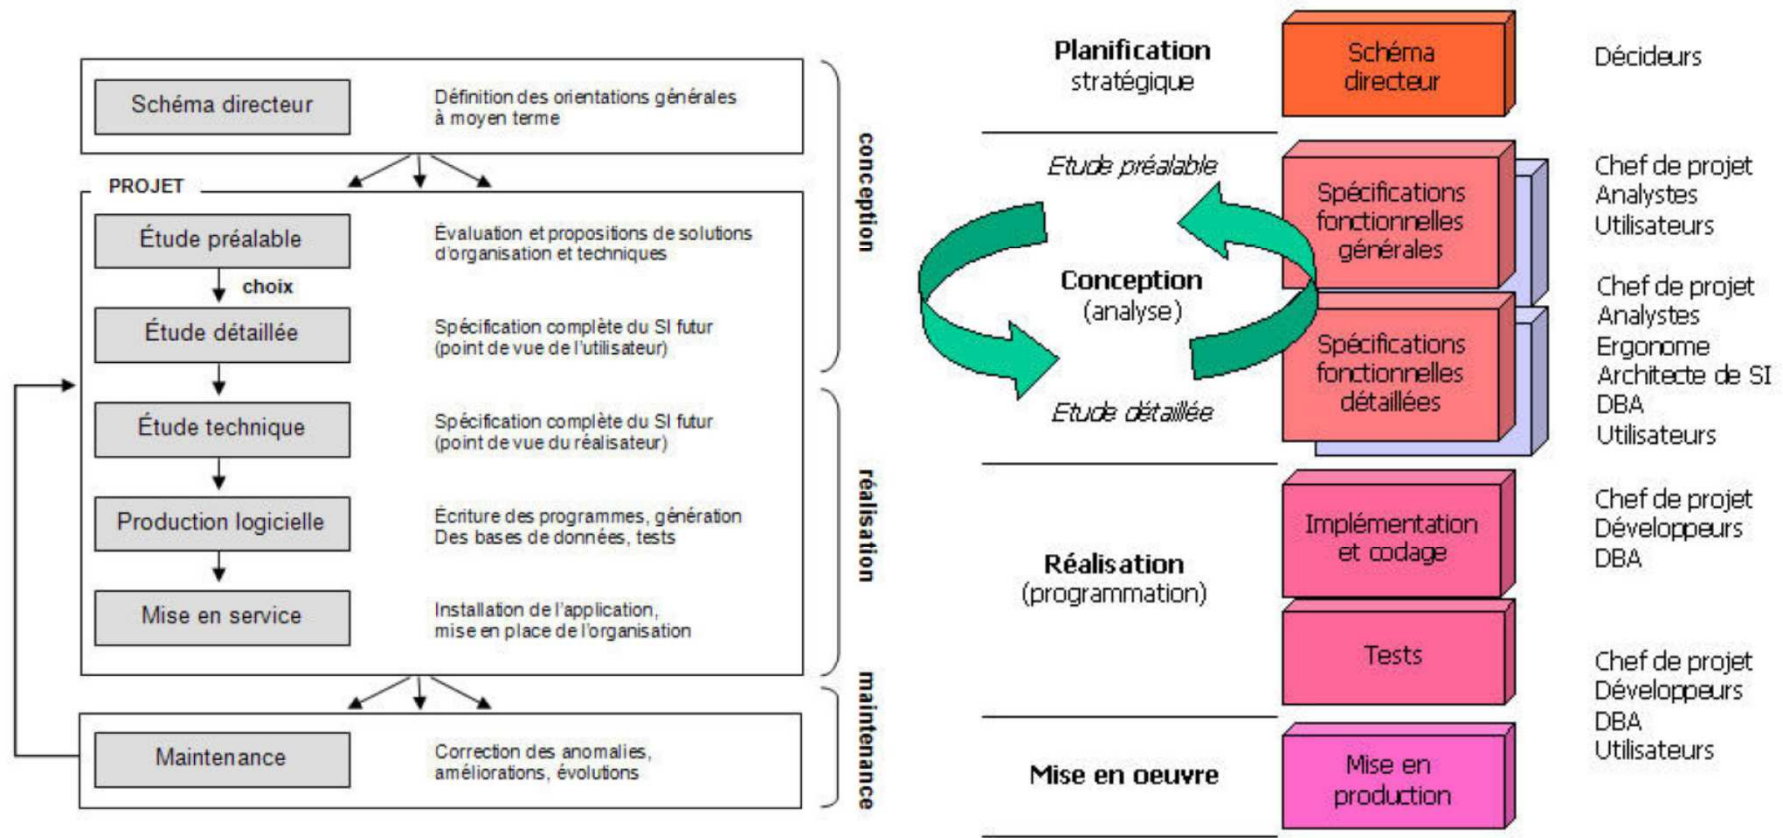 Schéma directeur
Définition des orientations générales
à moyen terme
PROJET
Étude préalable
Évaluation et propositions de solutions
d'organisation et techniques
choix
Étude détaillée
Spécification complète du SI futur
(point de vue de l'utilisateur)
Étude technique
Spécification complète du SI futur
(point de vue du réalisateur)
Production logicielle
Écriture des programmes, génération
Des bases de données, tests
Mise en service
Installation de l'application,
mise en place de l'organisation
Maintenance
Correction des anomalies,
améliorations, évolutions
conception
réalisation
maintenance
Planification
stratégique
Schéma
directeur
Décideurs
Etude préalable
Conception
(analyse)
Etude détaillée
Spécifications
fonctionnelles
générales
Chef de projet
Analystes
Utilisateurs
Spécifications
fonctionnelles
détaillées
Chef de projet
Analystes
Ergonome
Architecte de SI
DBA
Utilisateurs
Réalisation
(programmation)
Implémentation
et codage
Chef de projet
Développeurs
DBA
Tests
Chef de projet
Développeurs
DBA
Utilisateurs
Mise en oeuvre
Mise en
production